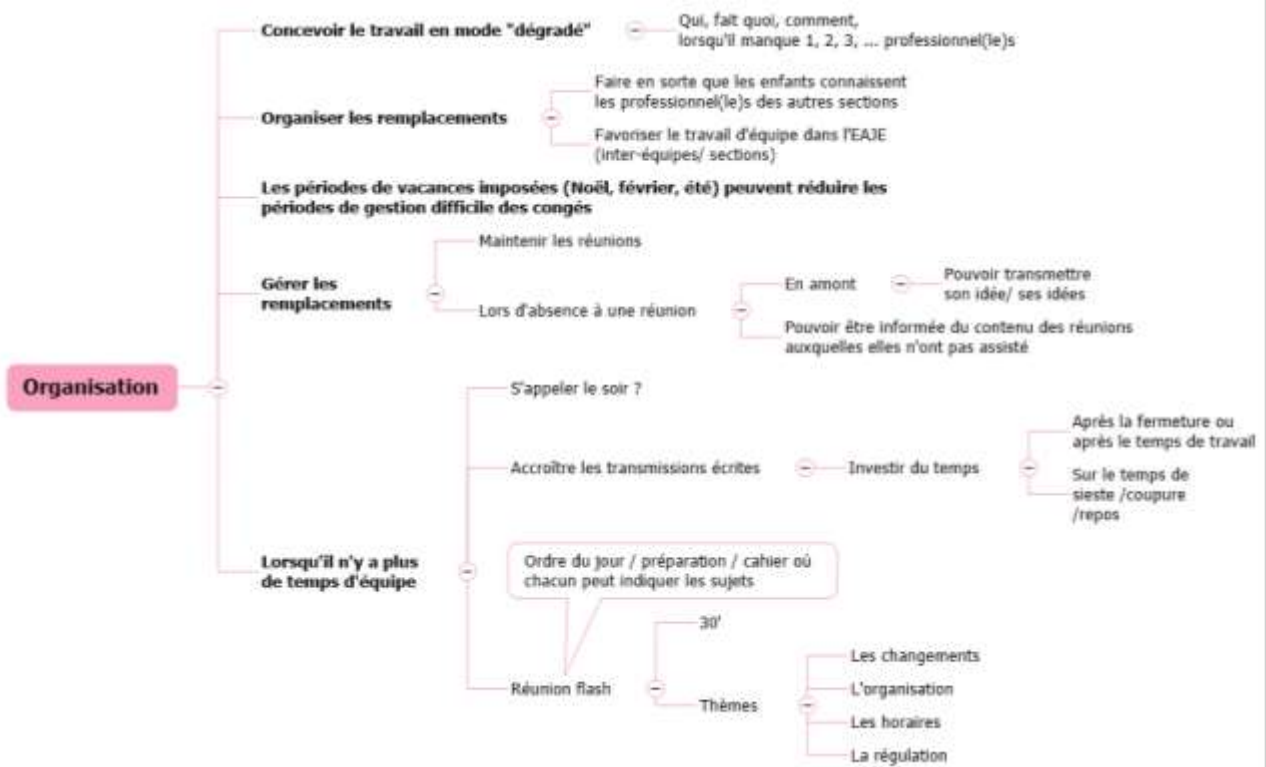 Concevoir le travail en mode "dégradé"
Qui, fait quoi, comment,
lorsqu'il manque 1, 2, 3, ... professionnel(le)s
Organiser les remplacements
Faire en sorte que les enfants connaissent
les professionnel(le)s des autres sections
Favoriser le travail d'équipe dans l'EAJE
(inter-équipes/ sections)
Les périodes de vacances imposées (Noël, février, été) peuvent réduire les
périodes de gestion difficile des congés
Gérer les
remplacements
Maintenir les réunions
Lors d'absence à une réunion
En amont
Pouvoir transmettre
son idée/ ses idées
Pouvoir être informée du contenu des réunions
auxquelles elles n'ont pas assisté
Organisation
Lorsqu'il n'y a plus
de temps d'équipe
S'appeler le soir ?
Accroître les transmissions écrites
Investir du temps
Après la fermeture ou
après le temps de travail
Sur le temps de
sieste /coupure
/repos
Ordre du jour / préparation / cahier où
chacun peut indiquer les sujets
Réunion flash
30'
Thèmes
Les changements
L'organisation
Les horaires
La régulation